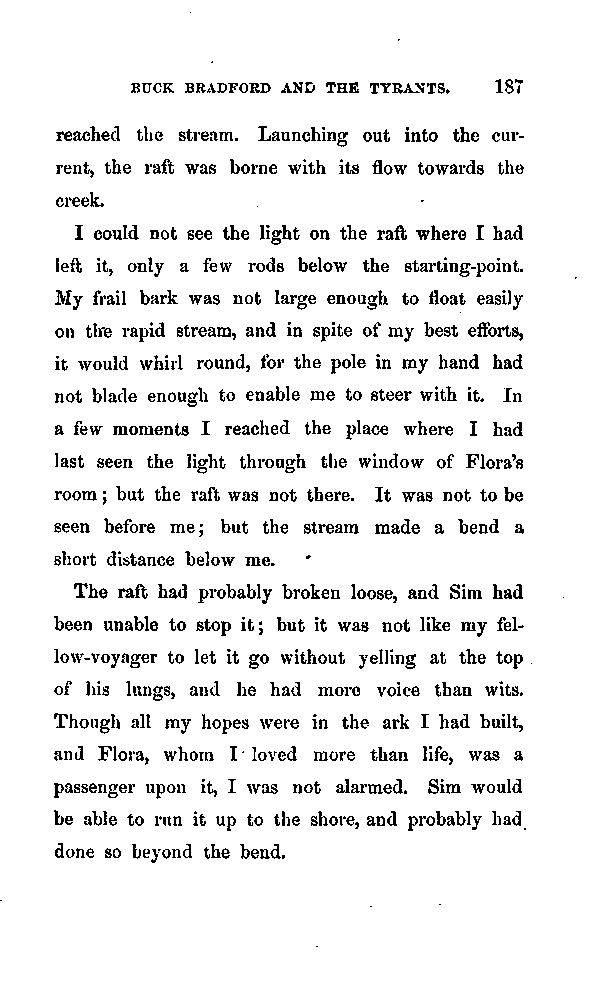 BUCK BRADFORD AND THE TYRANTS. 187
reached the stream. Launching out into the cur-
rent, the raft was borne with its flow towards the
creek.
I could not see the light on the raft where I had
left it, only a few rods below the starting-point.
My frail bark was not large enough to float easily
on the rapid stream, and in spite of my best efforts,
it would whirl round, for the pole in my hand had
not blade enough to enable me to steer with it. In
a few moments I reached the place where I had
last seen the light through the window of Flora's
room; but the raft was not there. It was not to be
seen before me; but the stream made a bend a
short distance below me.
The raft had probably broken loose, and Sim had
been unable to stop it; but it was not like my fel-
low-voyager to let it go without yelling at the top
of his lungs, and he had more voice than wits.
Though all my hopes were in the ark I had built,
and Flora, whom I loved more than life, was a
passenger upon it, I was not alarmed. Sim would
be able to run it up to the shore, and probably had
done so beyond the bend.